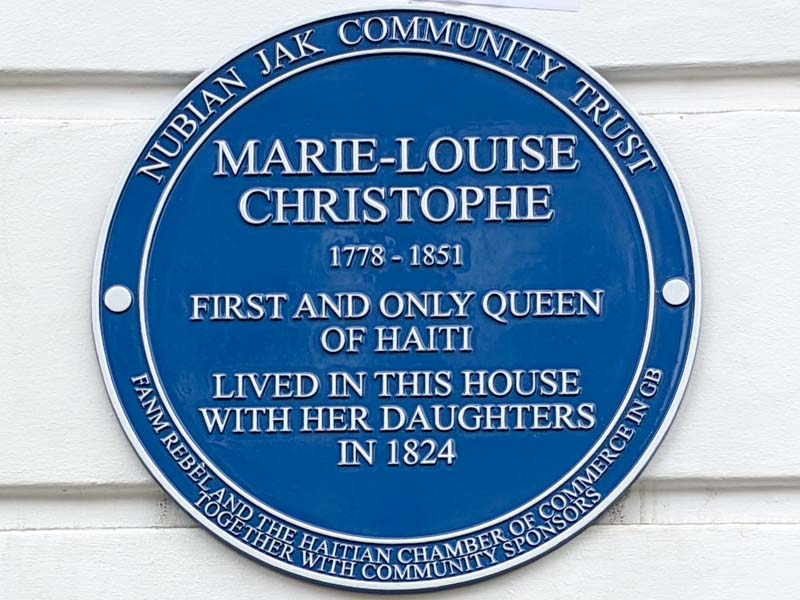 NUBIAN JAK COMMUNITY TRUST
MARIE-LOUISE
CHRISTOPHE
1778 - 1851
FIRST AND ONLY QUEEN
OF HAITI
LIVED IN THIS HOUSE
WITH HER DAUGHTERS
IN 1824
FANM REBÈL AND THE HAITIAN CHAMBER OF COMMERCE IN GB
TOGETHER WITH COMMUNITY SPONSORS